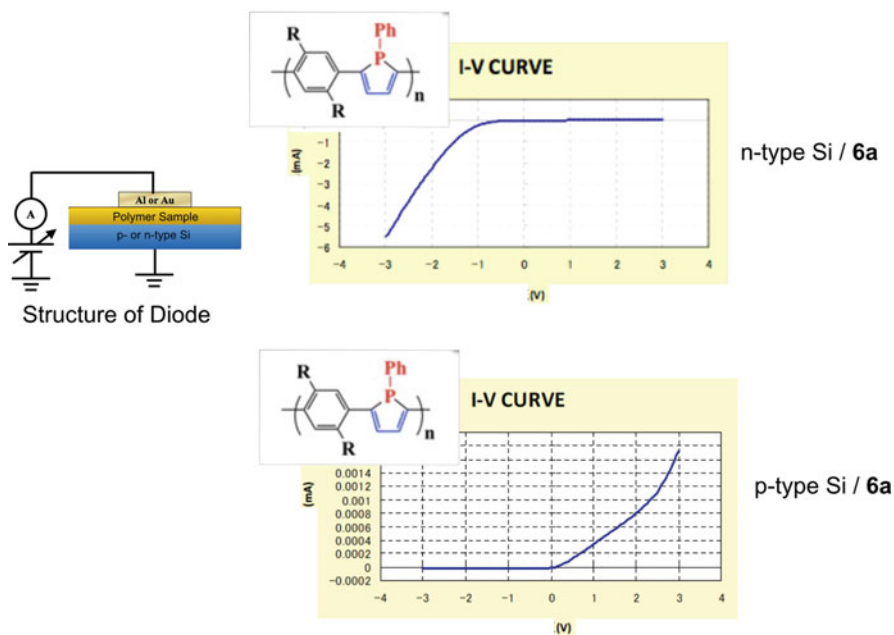 Ph
R
P
R
n
I-V CURVE
-1
-2
-3
-4
-5
-6
(mA)
-4 -3 -2 -1 0 1 2 3 4
(V)
n-type Si / 6a
A
Al or Au
Polymer Sample
p- or n-type Si
Structure of Diode
Ph
R
P
R
n
I-V CURVE
0.0014
0.0012
0.001
0.0008
0.0006
0.0004
0.0002
0
-0.0002
(mA)
-4 -3 -2 -1 0 1 2 3 4
(V)
p-type Si / 6a